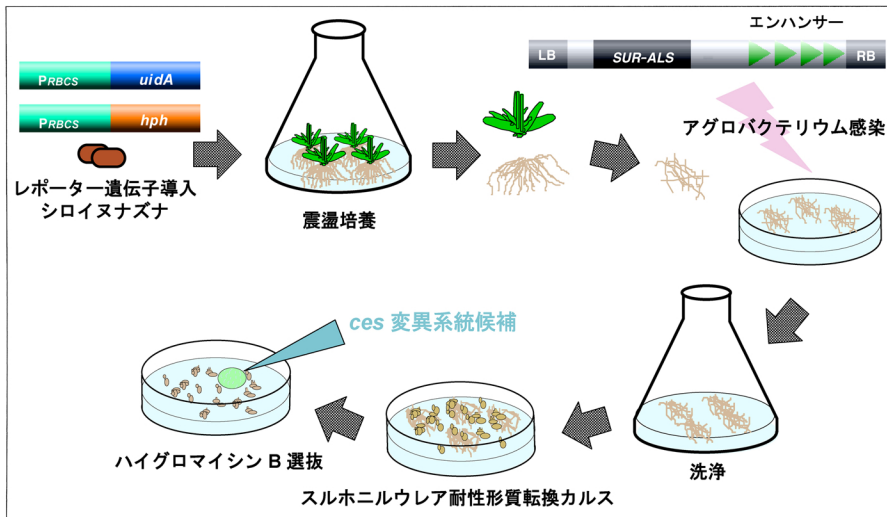 PRBCS uidA
PRBCS hph
レポーター遺伝子導入
シロイヌナズナ
震盪培養
エンハンサー
LB SUR-ALS RB
アグロバクテリウム感染
洗浄
スルホニルウレア耐性形質転換カルス
ces 変異系統候補
ハイグロマイシン B 選抜